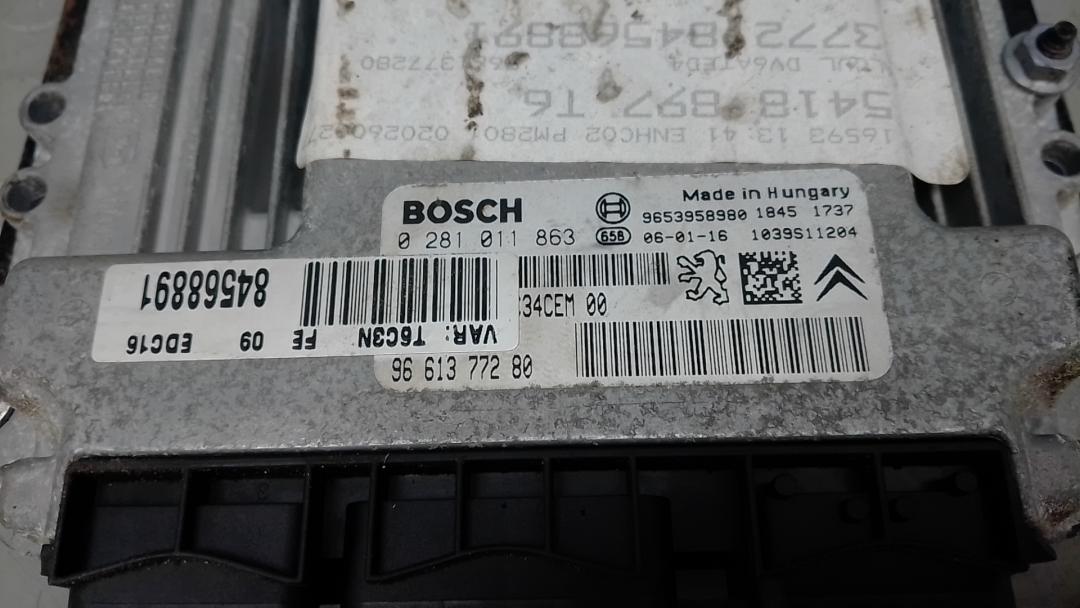 3772 84568891
DV6ATED4
5418 897 T6
16593 13:41 ENHC02 PM280
BOSCH
Made in Hungary
9653958980 1845 1737
0 281 011 863 658 06-01-16 1039S11204
34CEM 00
96 613 772 80
84568891
VAR: T6C3N
FE 09 EDC16